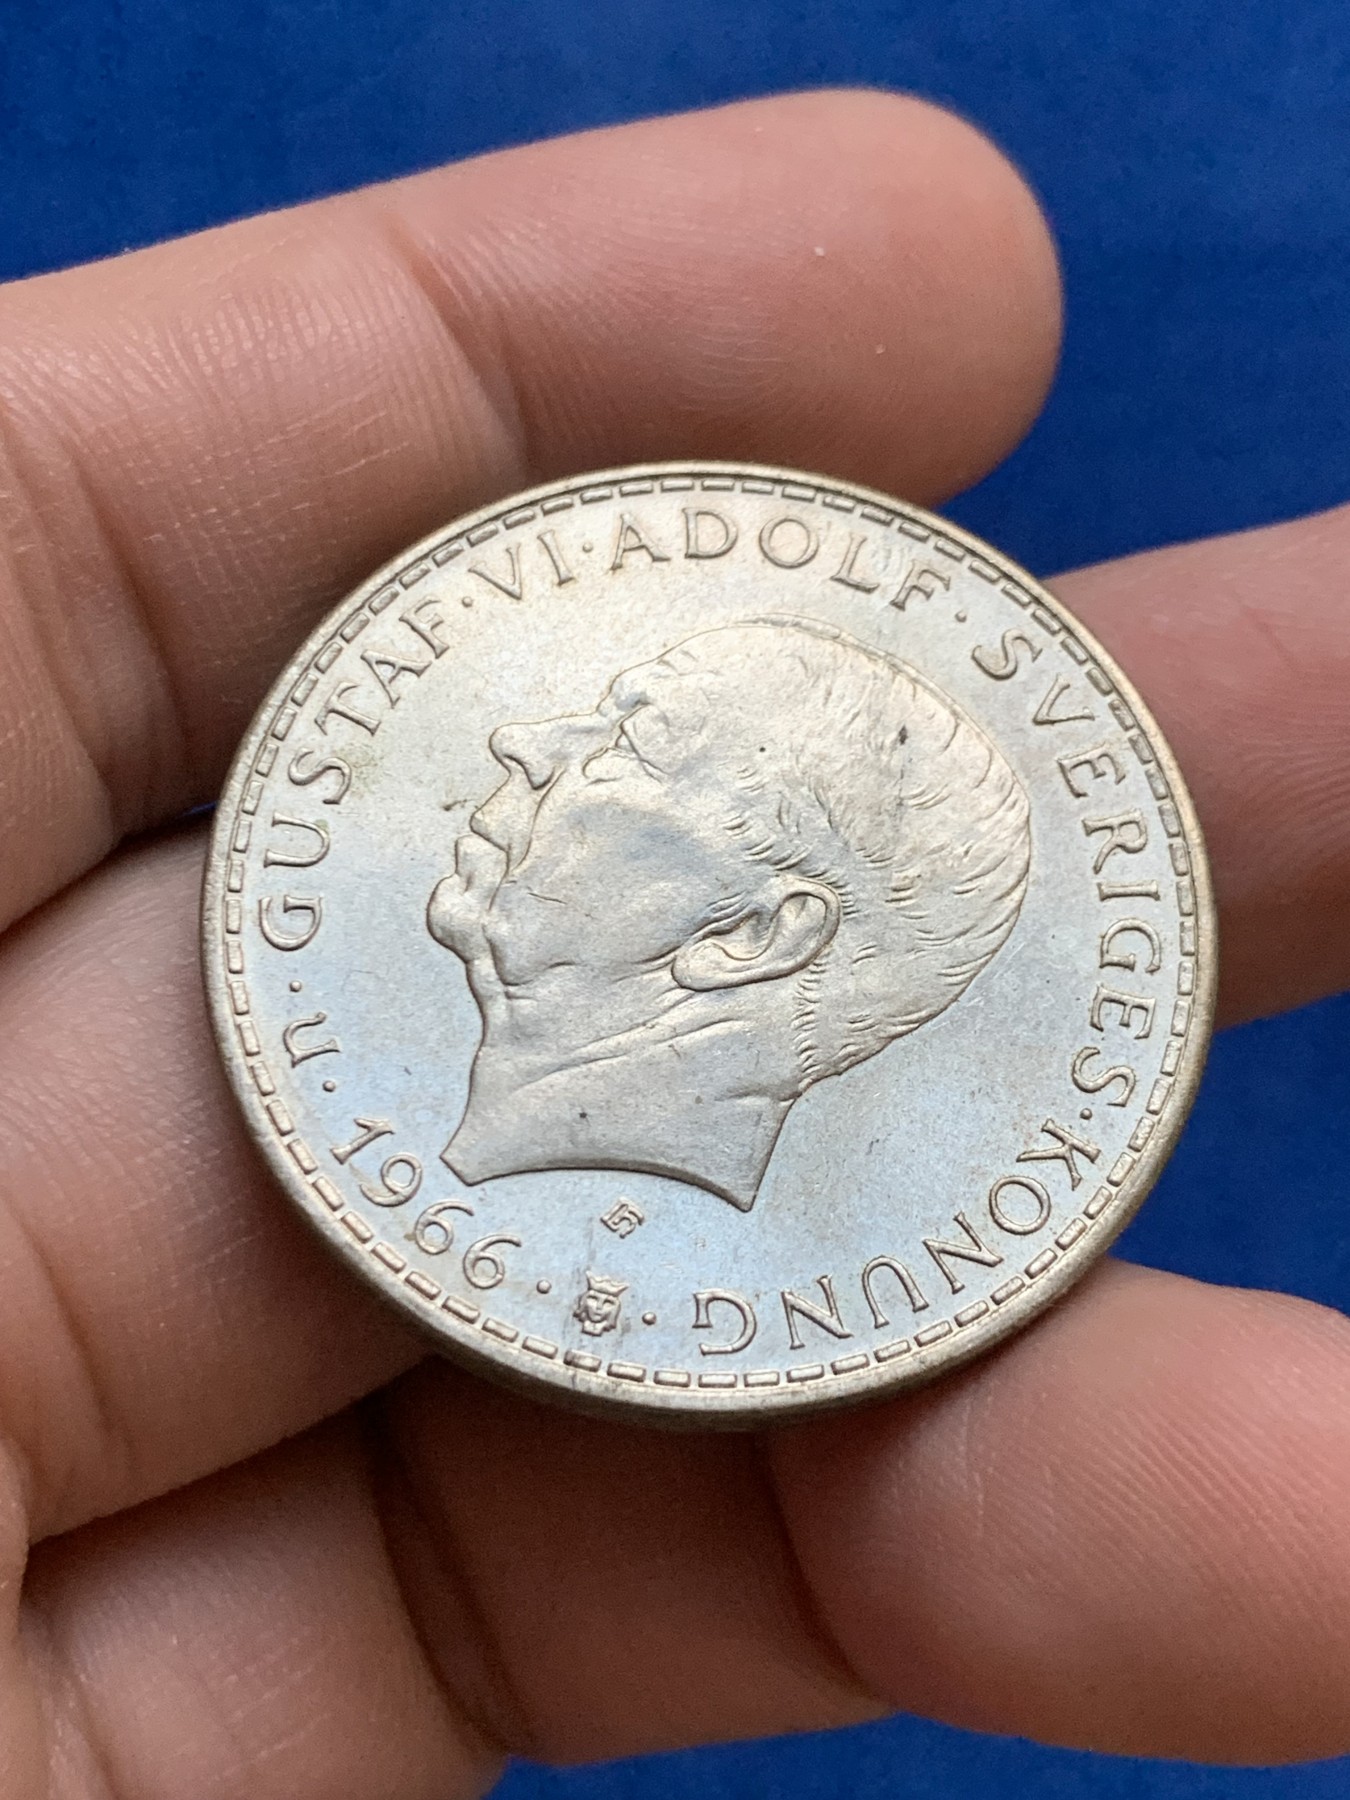 n · GUSTAF · VI · ADOLF · SVERIGES · KONUNG ·
· 1966 ·